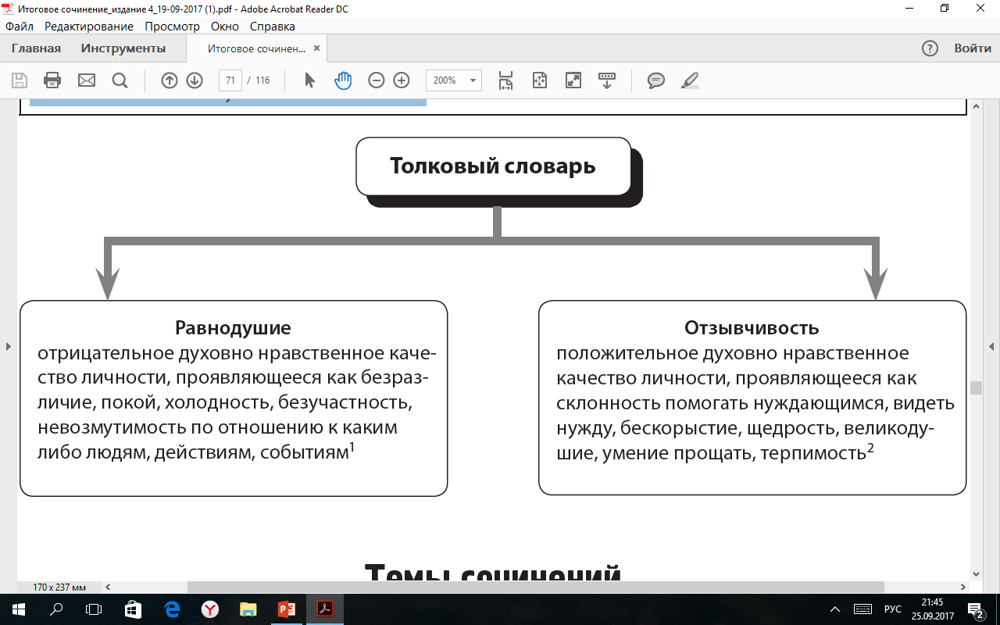 Итоговое сочинение_издание 4_19-09-2017 (1).pdf - Adobe Acrobat Reader DC
Файл Редактирование Просмотр Окно Справка
Главная Инструменты Итоговое сочинен... × ? Войти
71 / 116 200%
Толковый словарь
Равнодушие
отрицательное духовно нравственное каче-
ство личности, проявляющееся как безраз-
личие, покой, холодность, безучастность,
невозмутимость по отношению к каким
либо людям, действиям, событиям1
Отзывчивость
положительное духовно нравственное
качество личности, проявляющееся как
склонность помогать нуждающимся, видеть
нужду, бескорыстие, щедрость, великоду-
шие, умение прощать, терпимость2
Темы сочинений
170 x 237 мм
РУС
21:45
25.09.2017
2